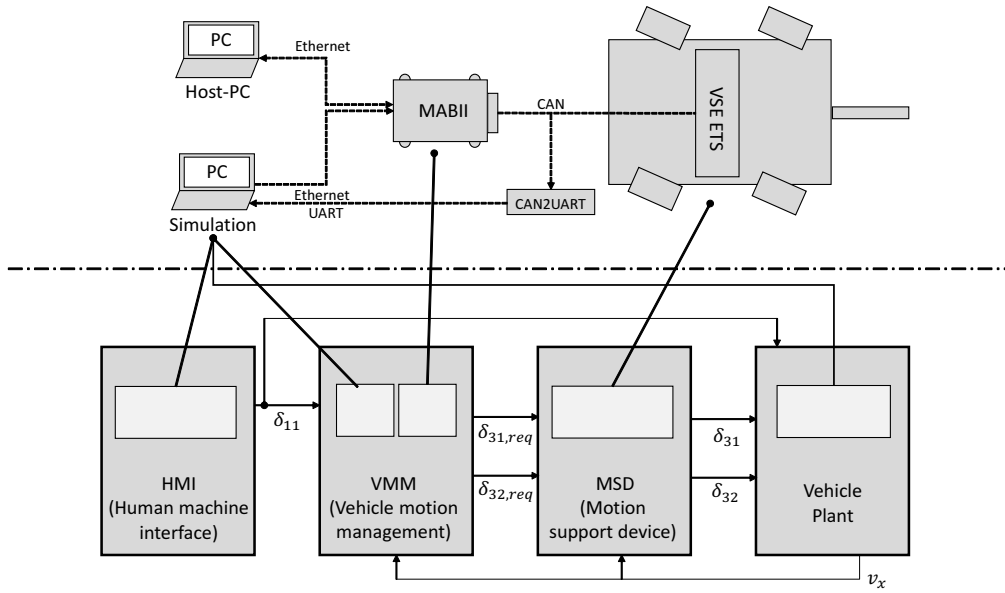 PC
Host-PC
Ethernet
MABII
CAN
VSE ETS
PC
Simulation
Ethernet
UART
CAN2UART
HMI
(Human machine
interface)
δ₁₁
VMM
(Vehicle motion
management)
δ₃₁,req
δ₃₂,req
MSD
(Motion
support device)
δ₃₁
δ₃₂
Vehicle
Plant
vₓ